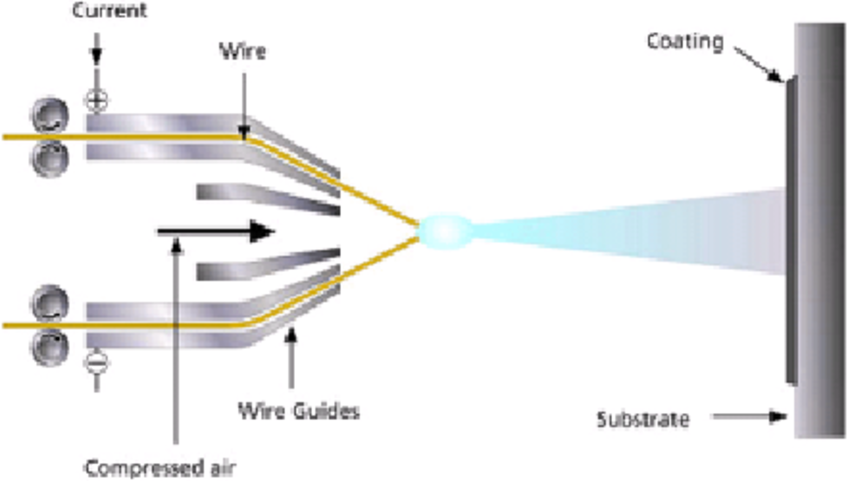 Current
Wire
Coating
+
−
Wire Guides
Substrate
Compressed air